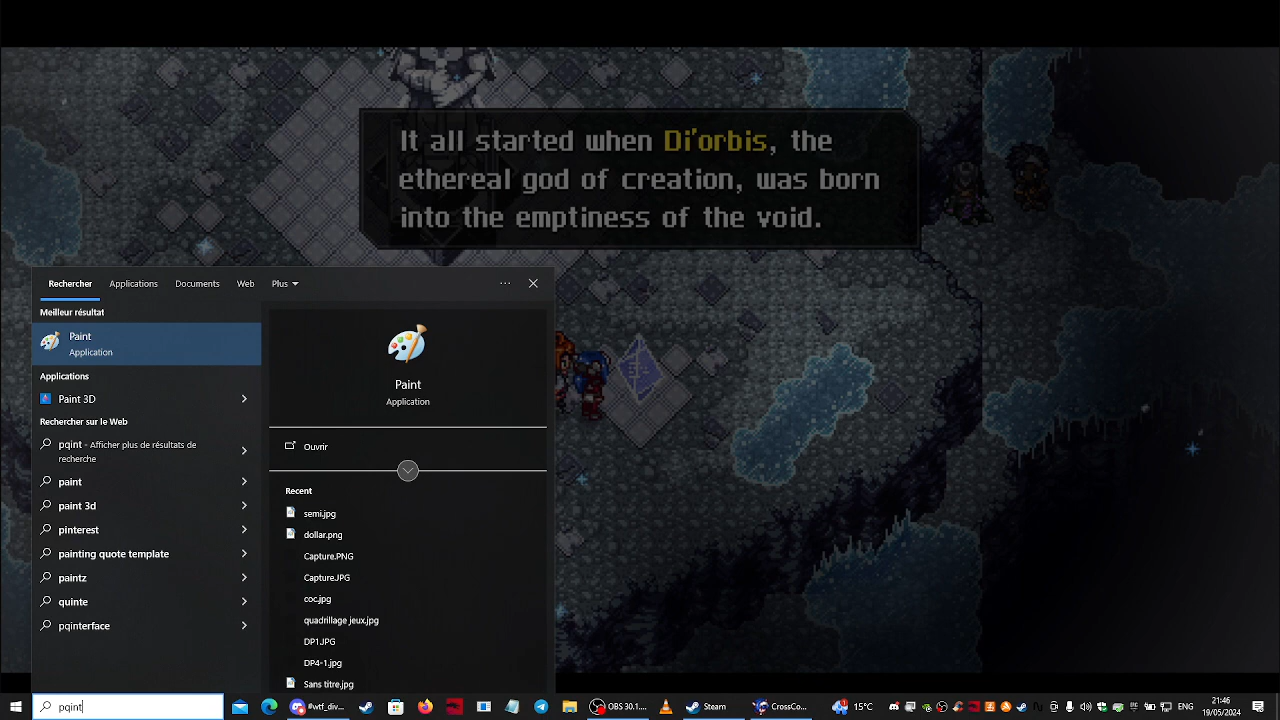 It all started when Di'orbis, the
ethereal god of creation, was born
into the emptiness of the void.
Rechercher Applications Documents Web Plus
Meilleur résultat
Paint
Application
Applications
Paint 3D
Rechercher sur le Web
pqint - Afficher plus de résultats de
recherche
paint
paint 3d
pinterest
painting quote template
paintz
quinte
pqinterface
Paint
Application
Ouvrir
Recent
semi.jpg
dollar.png
Capture.PNG
Capture.JPG
coc.jpg
quadrillage jeux.jpg
DP1.JPG
DP4-1.jpg
Sans titre.jpg
pqint
#wtf_div...
OBS 30.1...
Steam
CrossCo...
15°C
21:46
19/05/2024